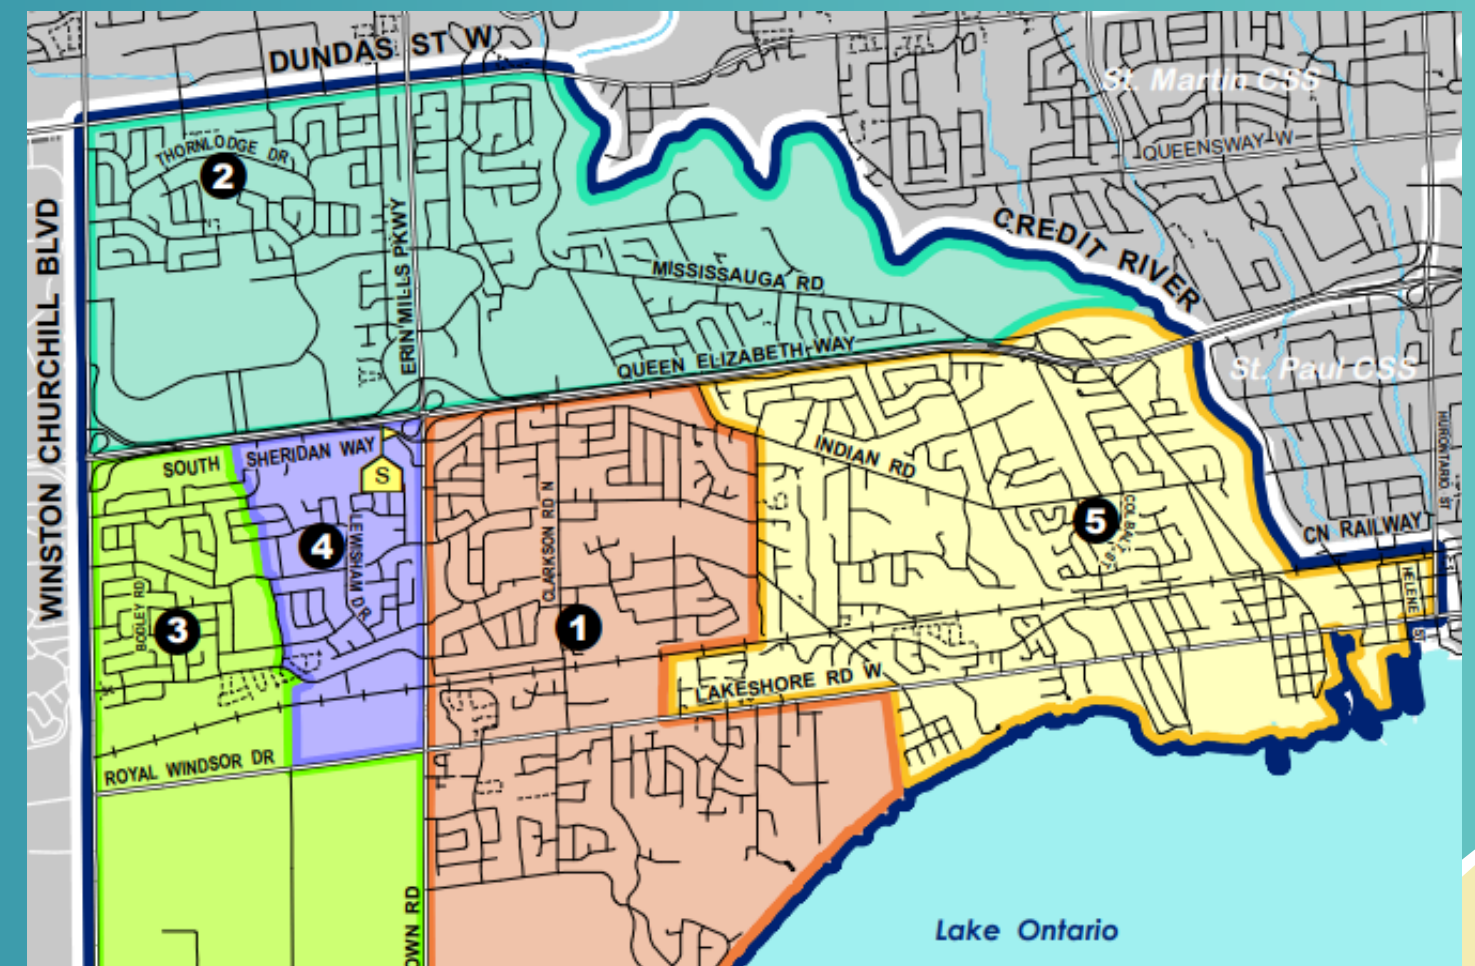 DUNDAS ST W
St. Martin CSS
QUEENSWAY W
THORNLODGE DR
2
WINSTON CHURCHILL BLVD
ERIN MILLS PKWY
CREDIT RIVER
MISSISSAUGA RD
QUEEN ELIZABETH WAY
St. Paul CSS
HURONTARIO ST
SOUTH SHERIDAN WAY
S
INDIAN RD
CLARKSON RD N
LEWISHAM DR
4
5
CN RAILWAY
HELENE ST
BODLEY RD
3
1
LAKESHORE RD W
ROYAL WINDSOR DR
OWN RD
Lake Ontario